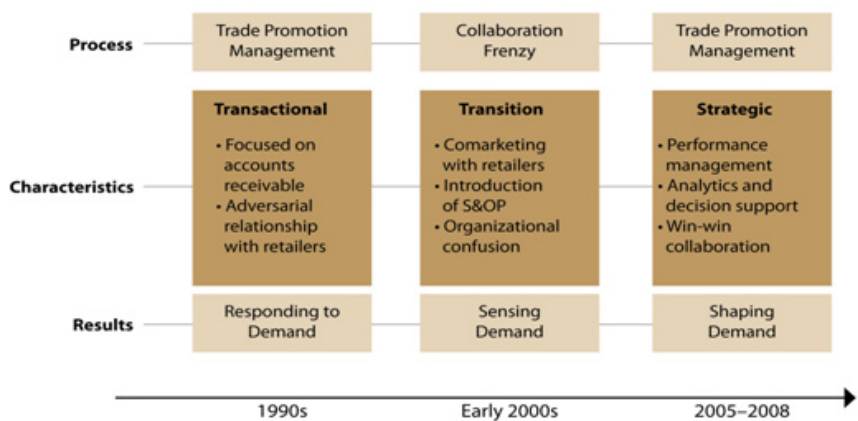 Process
Trade Promotion
Management
Collaboration
Frenzy
Trade Promotion
Management
Characteristics
Transactional
• Focused on
accounts
receivable
• Adversarial
relationship
with retailers
Transition
• Comarketing
with retailers
• Introduction
of S&OP
• Organizational
confusion
Strategic
• Performance
management
• Analytics and
decision support
• Win-win
collaboration
Results
Responding to
Demand
Sensing
Demand
Shaping
Demand
1990s
Early 2000s
2005–2008